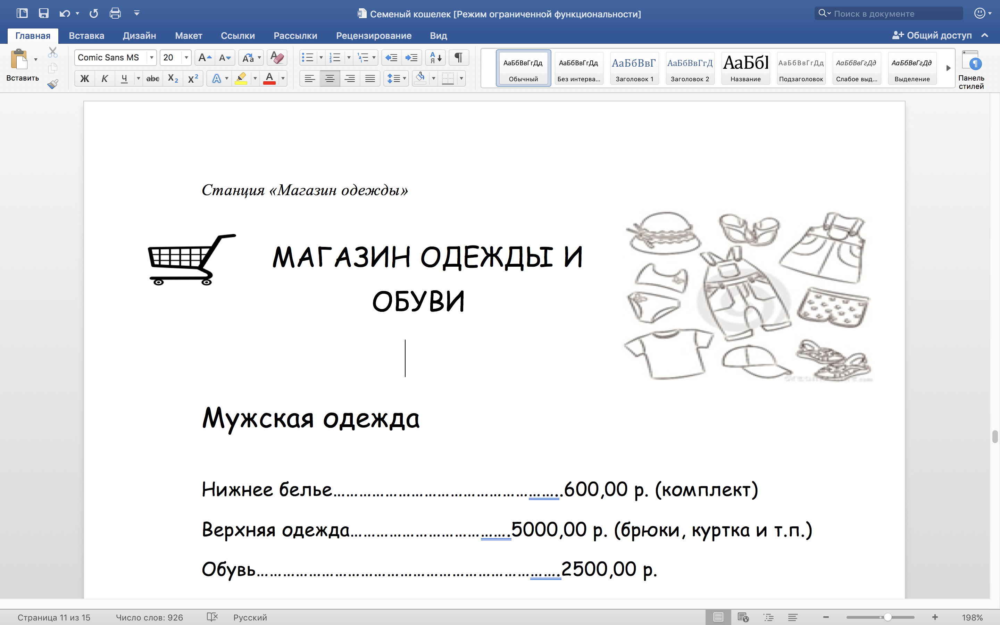 Семеный кошелек [Режим ограниченной функциональности]
Поиск в документе
Главная Вставка Дизайн Макет Ссылки Рассылки Рецензирование Вид Общий доступ
Вставить
Comic Sans MS 20
Ж К Ч abc X2 X2 A A
АаБбВвГгДд АаБбВвГгДд АаБбВвГ АаБбВвГгД АаБбІ АаБбВвГгДд АаБбВвГгДд АаБбВвГгДд
Обычный Без интерва... Заголовок 1 Заголовок 2 Название Подзаголовок Слабое выд... Выделение
Панель
стилей
Станция «Магазин одежды»
МАГАЗИН ОДЕЖДЫ И
ОБУВИ
Мужская одежда
Нижнее белье……………………………………………..600,00 р. (комплект)
Верхняя одежда……………………………….5000,00 р. (брюки, куртка и т.п.)
Обувь…………………………………………………………….2500,00 р.
Страница 11 из 15 Число слов: 926 Русский 198%